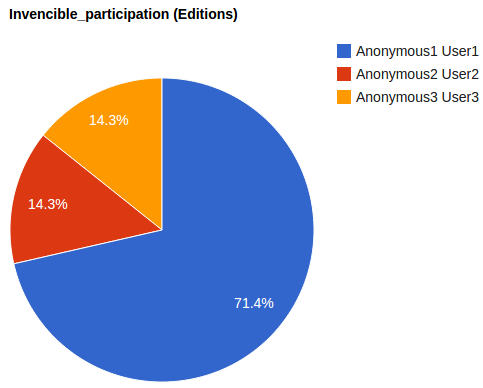 Invencible_participation (Editions)
Anonymous1 User1
Anonymous2 User2
Anonymous3 User3
14.3%
14.3%
71.4%